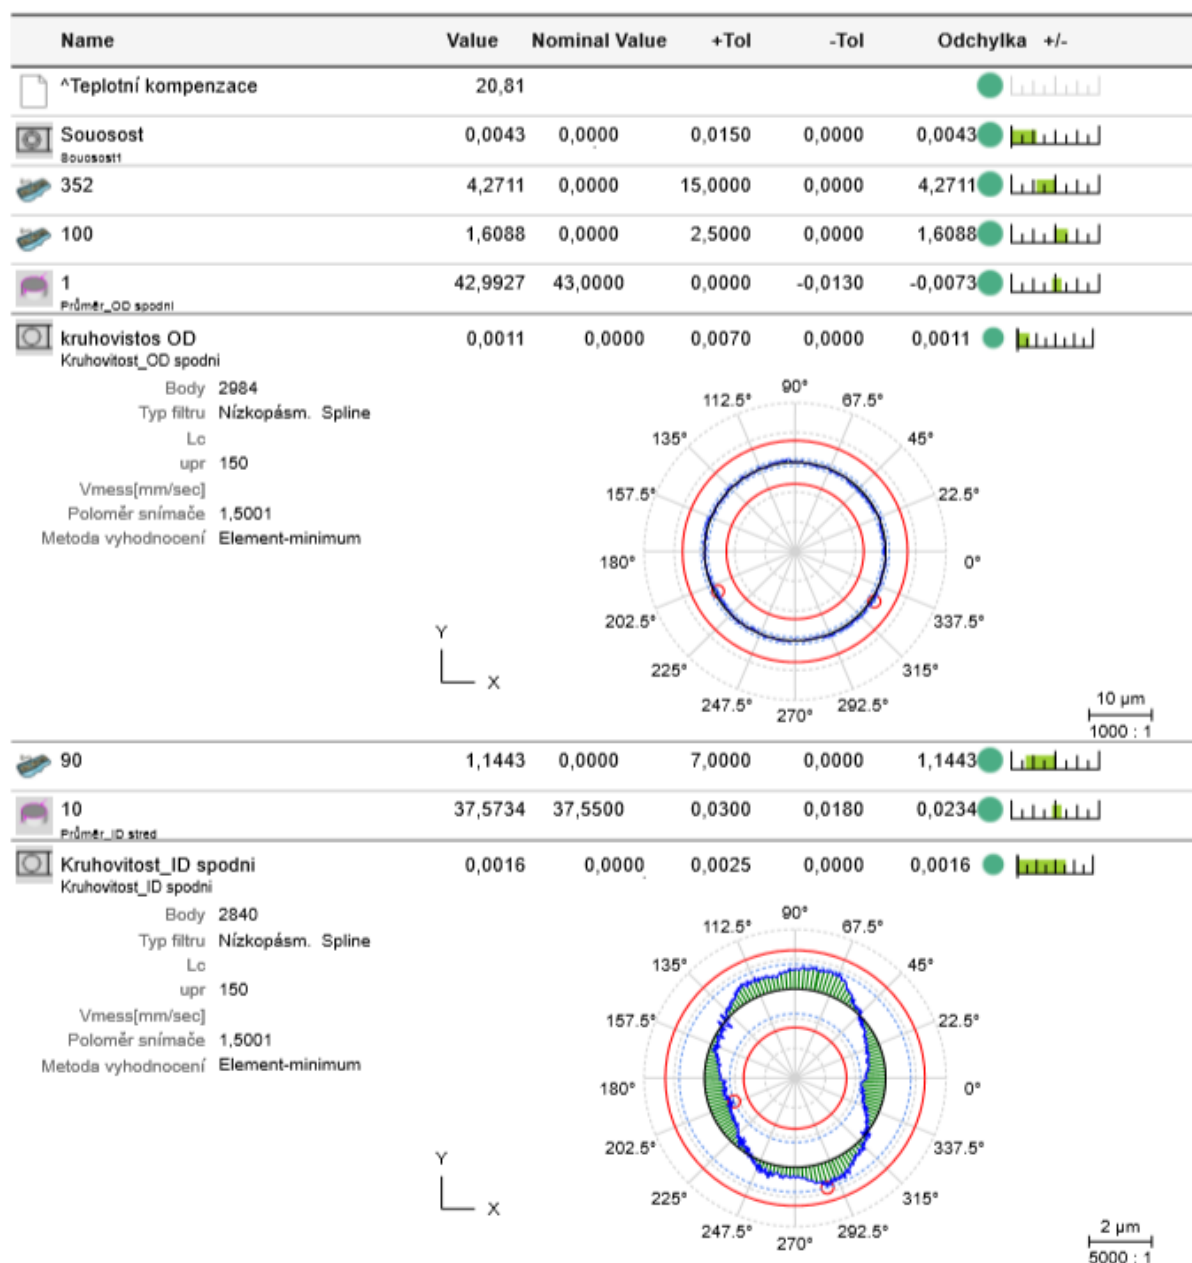 Name Value Nominal Value +Tol -Tol Odchylka +/-
^Teplotní kompenzace 20,81
Souosost 0,0043 0,0000 0,0150 0,0000 0,0043
Souosost1
352 4,2711 0,0000 15,0000 0,0000 4,2711
100 1,6088 0,0000 2,5000 0,0000 1,6088
1 42,9927 43,0000 0,0000 -0,0130 -0,0073
Průměr_OD spodní
kruhovistos OD 0,0011 0,0000 0,0070 0,0000 0,0011
Kruhovitost_OD spodni
Body 2984
Typ filtru Nízkopásm. Spline
Lc
upr 150
Vmess[mm/sec]
Poloměr snímače 1,5001
Metoda vyhodnocení Element-minimum
90°
112.5° 67.5°
135° 45°
157.5° 22.5°
180° 0°
202.5° 337.5°
225° 315°
247.5° 292.5°
270°
Y
X
10 µm
1000 : 1
90 1,1443 0,0000 7,0000 0,0000 1,1443
10 37,5734 37,5500 0,0300 0,0180 0,0234
Průměr_ID stred
Kruhovitost_ID spodni 0,0016 0,0000 0,0025 0,0000 0,0016
Kruhovitost_ID spodni
Body 2840
Typ filtru Nízkopásm. Spline
Lc
upr 150
Vmess[mm/sec]
Poloměr snímače 1,5001
Metoda vyhodnocení Element-minimum
90°
112.5° 67.5°
135° 45°
157.5° 22.5°
180° 0°
202.5° 337.5°
225° 315°
247.5° 292.5°
270°
Y
X
2 µm
5000 : 1